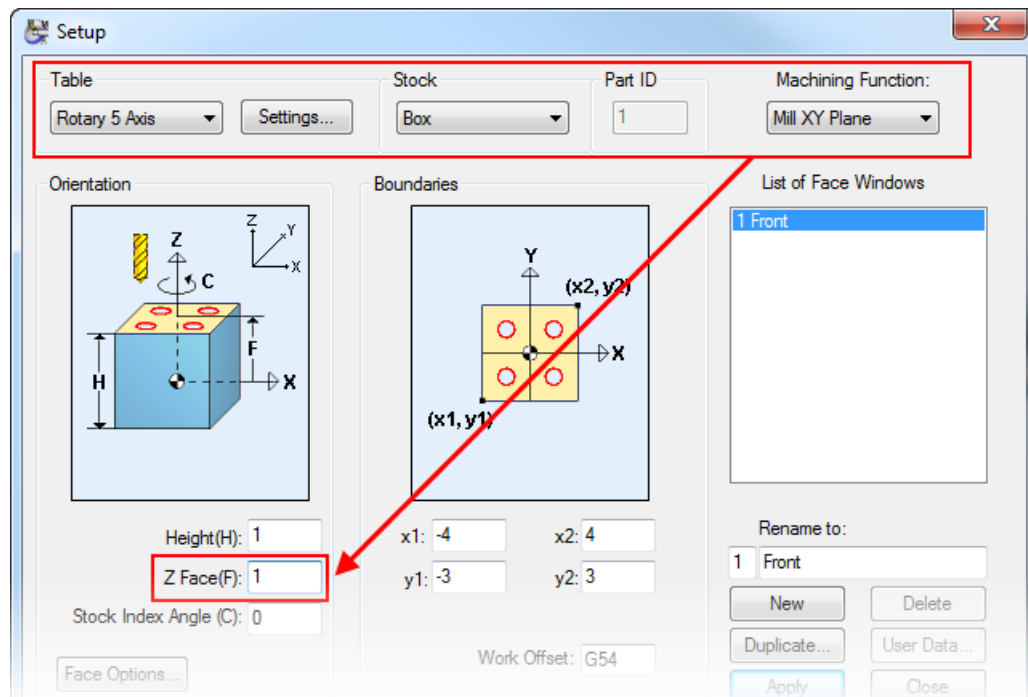 Setup
Table
Stock
Part ID
Machining Function:
Rotary 5 Axis
Settings...
Box
1
Mill XY Plane
Orientation
Boundaries
List of Face Windows
Z
Z
Y
X
C
F
H
X
Y
(x2, y2)
X
(x1, y1)
1 Front
Height(H): 1
Z Face(F): 1
Stock Index Angle (C): 0
Face Options...
x1: -4
x2: 4
y1: -3
y2: 3
Work Offset: G54
Rename to:
1 Front
New
Delete
Duplicate...
User Data...
Apply
Close